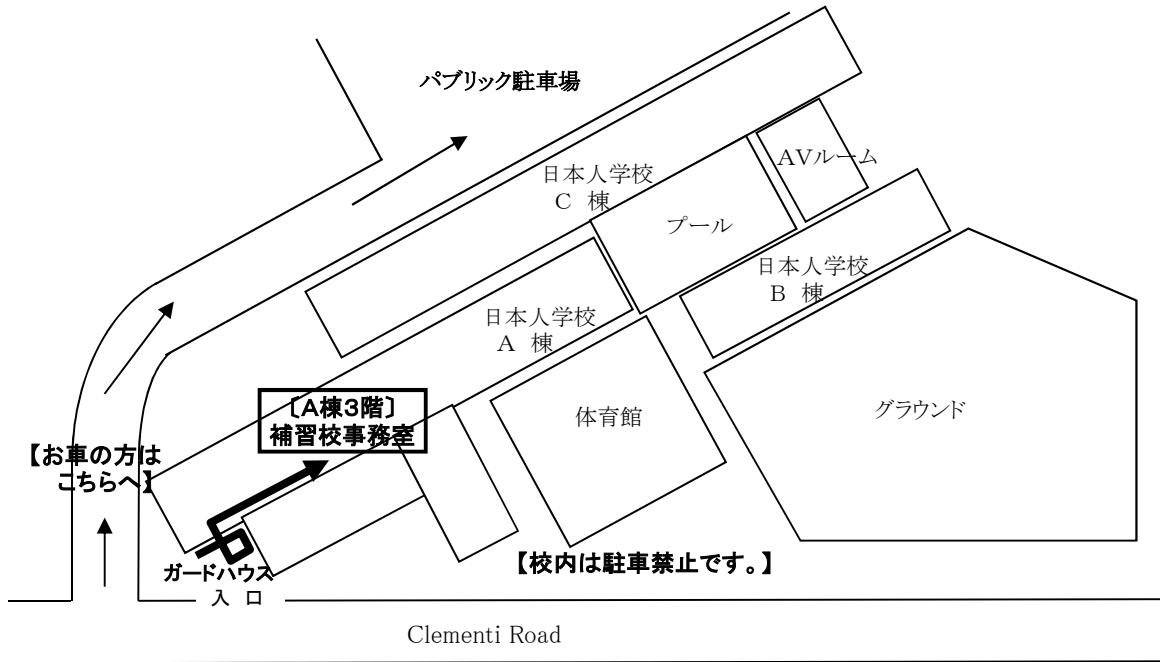 パブリック駐車場
AVルーム
日本人学校
C 棟
プール
日本人学校
B 棟
日本人学校
A 棟
〔A棟3階〕
補習校事務室
体育館
グラウンド
【お車の方は
こちらへ】
【校内は駐車禁止です。】
ガードハウス
入 口
Clementi Road